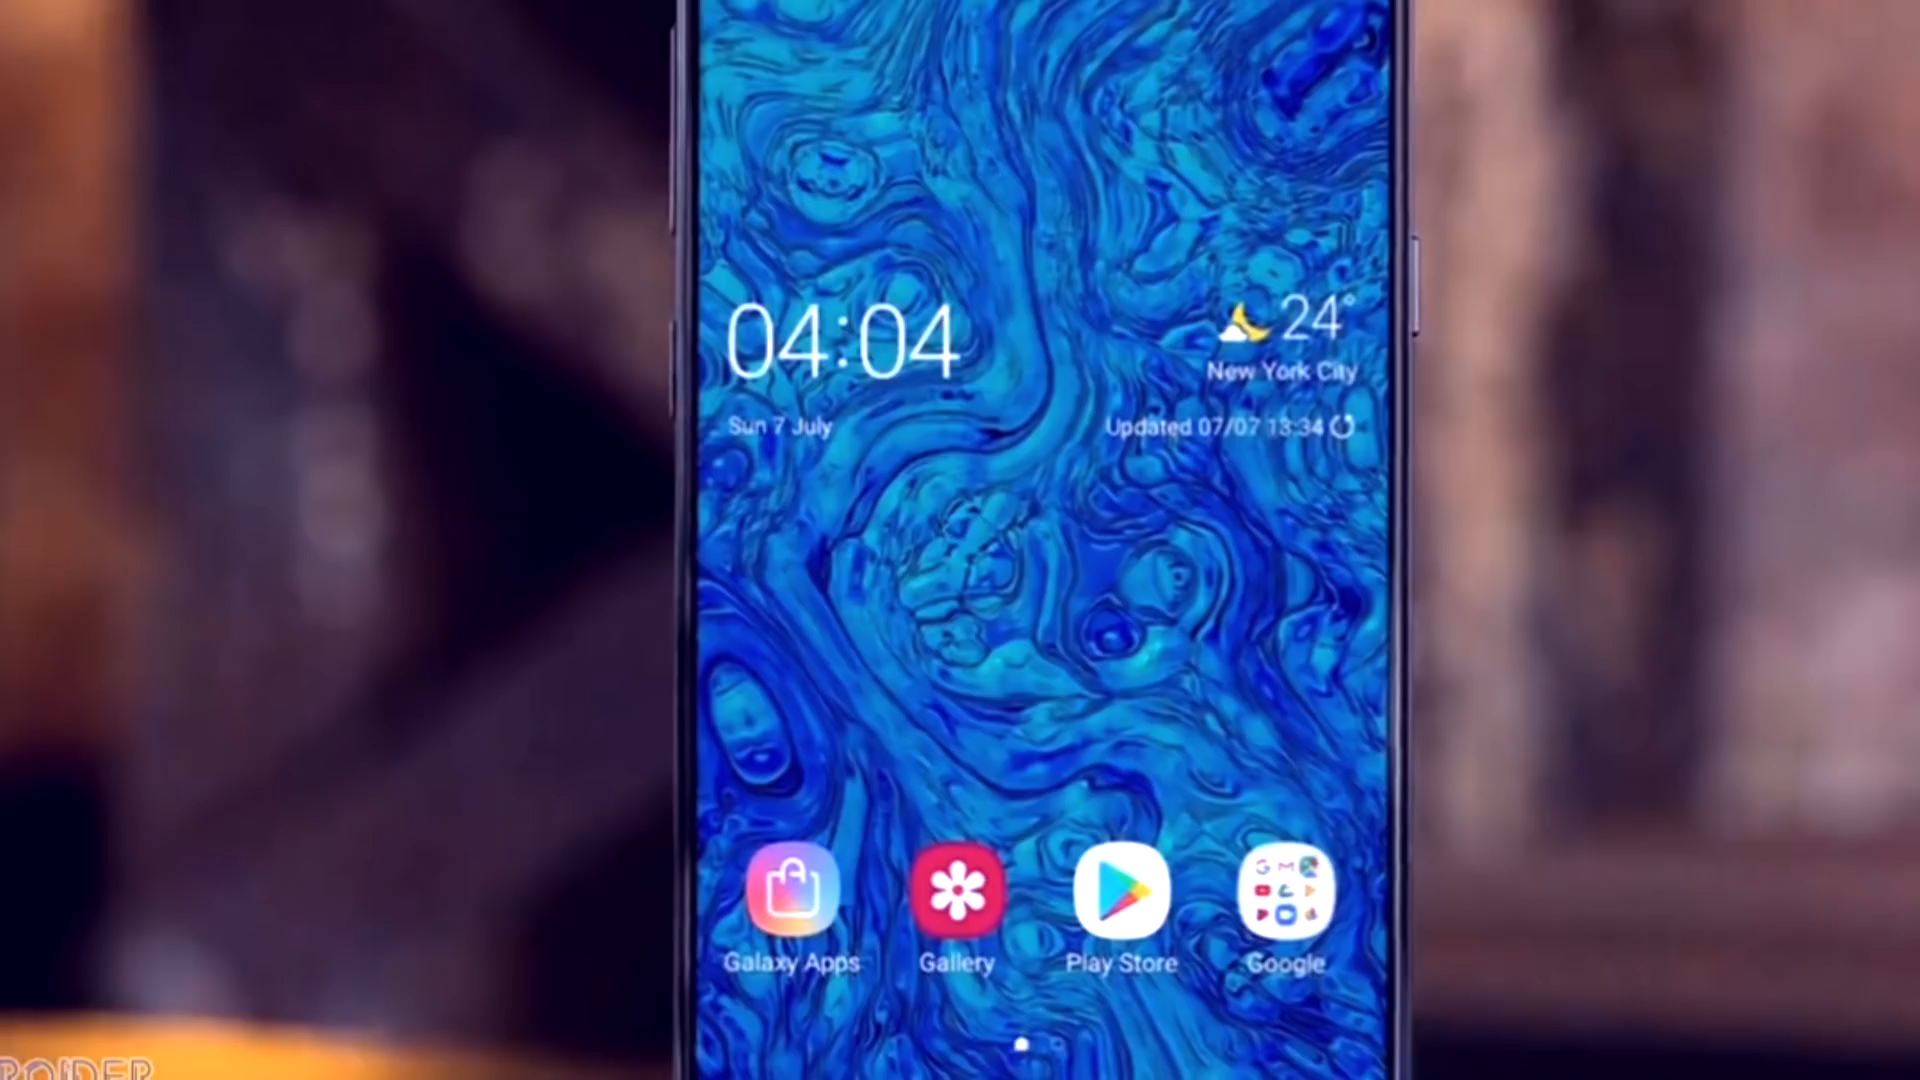 04:04
24°
New York City
Sun 7 July
Updated 07/07 13:34
Galaxy Apps
Gallery
Play Store
Google